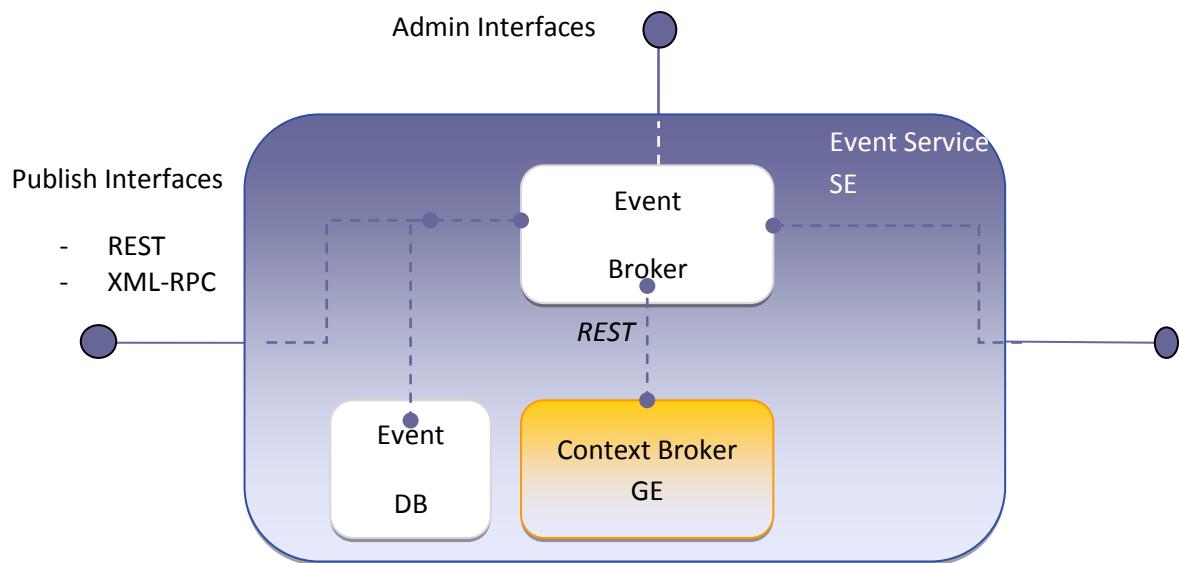 Admin Interfaces
Event Service
SE
Publish Interfaces
- REST
- XML-RPC
Event
Broker
REST
Event
DB
Context Broker
GE